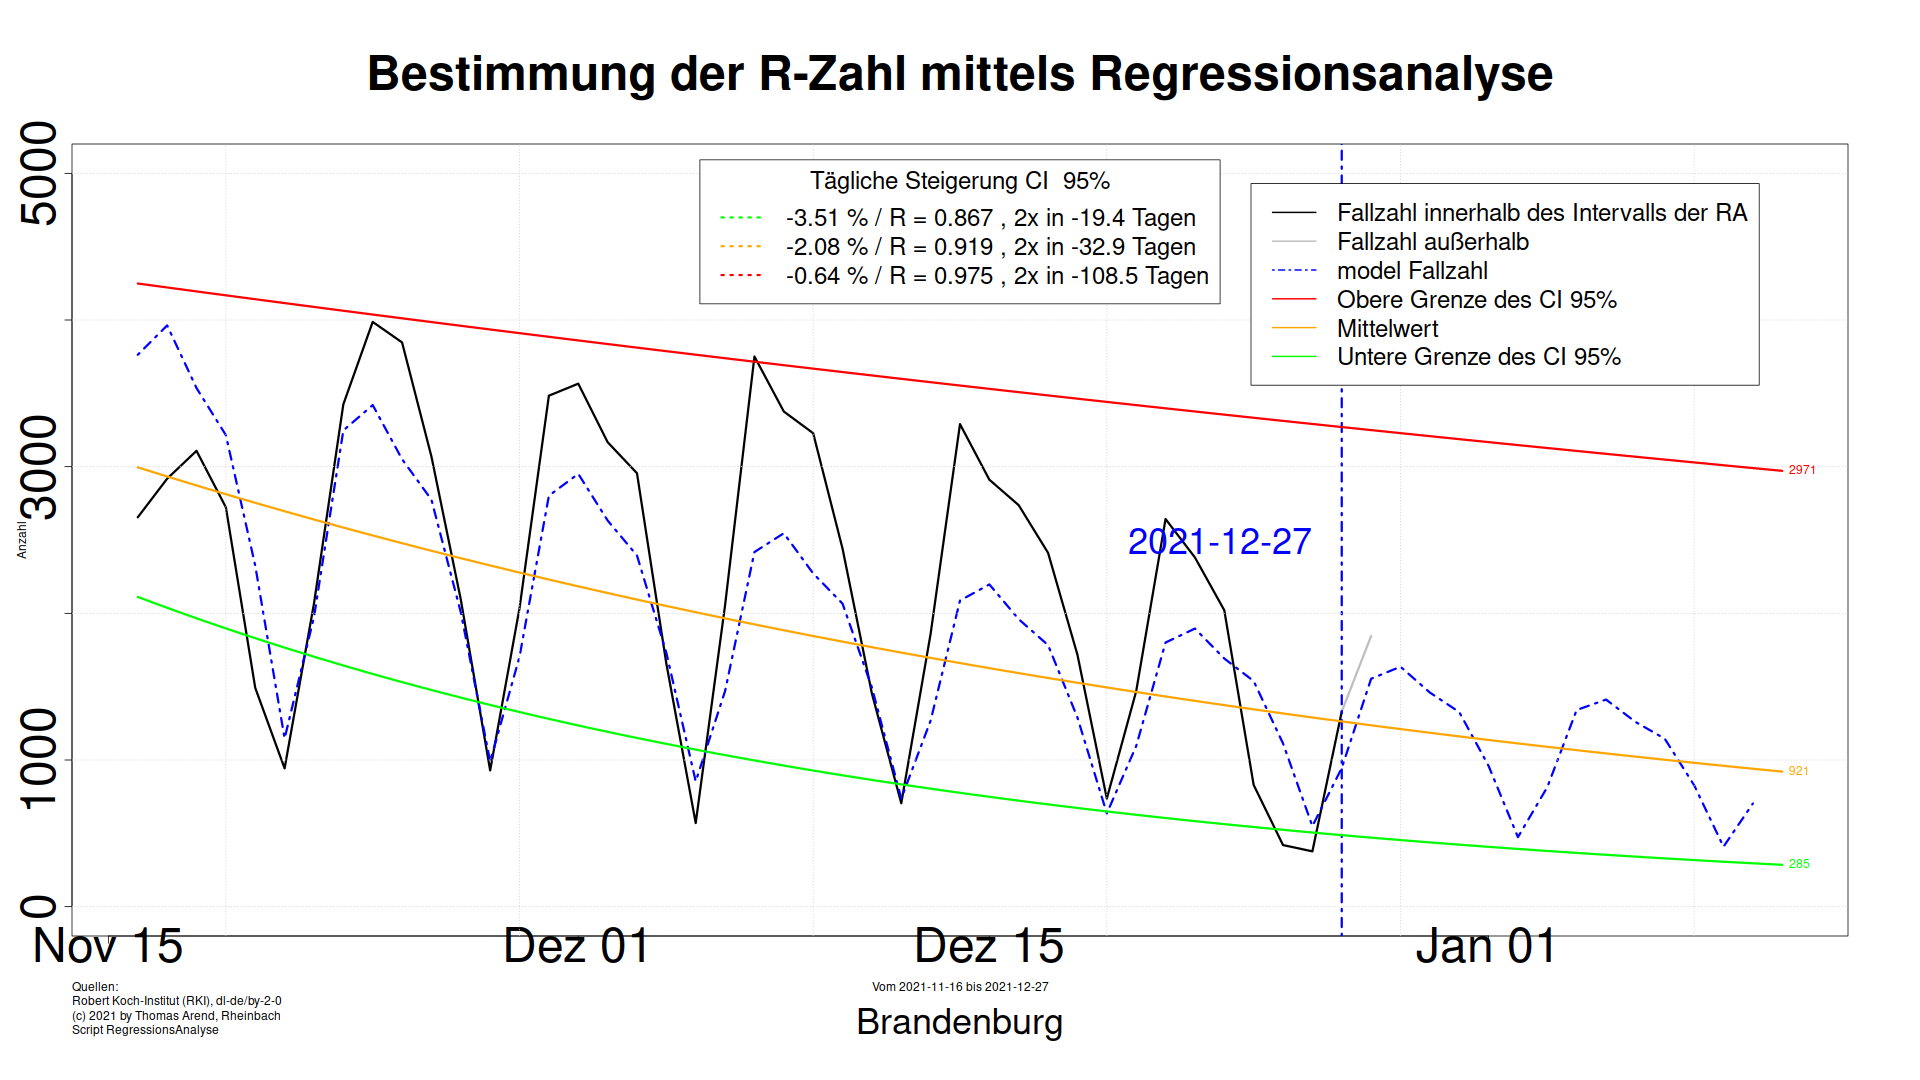 Bestimmung der R-Zahl mittels Regressionsanalyse
Tägliche Steigerung CI  95%
-3.51 % / R = 0.867 , 2x in -19.4 Tagen
-2.08 % / R = 0.919 , 2x in -32.9 Tagen
-0.64 % / R = 0.975 , 2x in -108.5 Tagen
Fallzahl innerhalb des Intervalls der RA
Fallzahl außerhalb
model Fallzahl
Obere Grenze des CI 95%
Mittelwert
Untere Grenze des CI 95%
5000
3000
1000
0
Anzahl
2021-12-27
2971
921
285
Nov 15
Dez 01
Dez 15
Jan 01
Quellen:
Robert Koch-Institut (RKI), dl-de/by-2-0
(c) 2021 by Thomas Arend, Rheinbach
Script RegressionsAnalyse
Vom 2021-11-16 bis 2021-12-27
Brandenburg